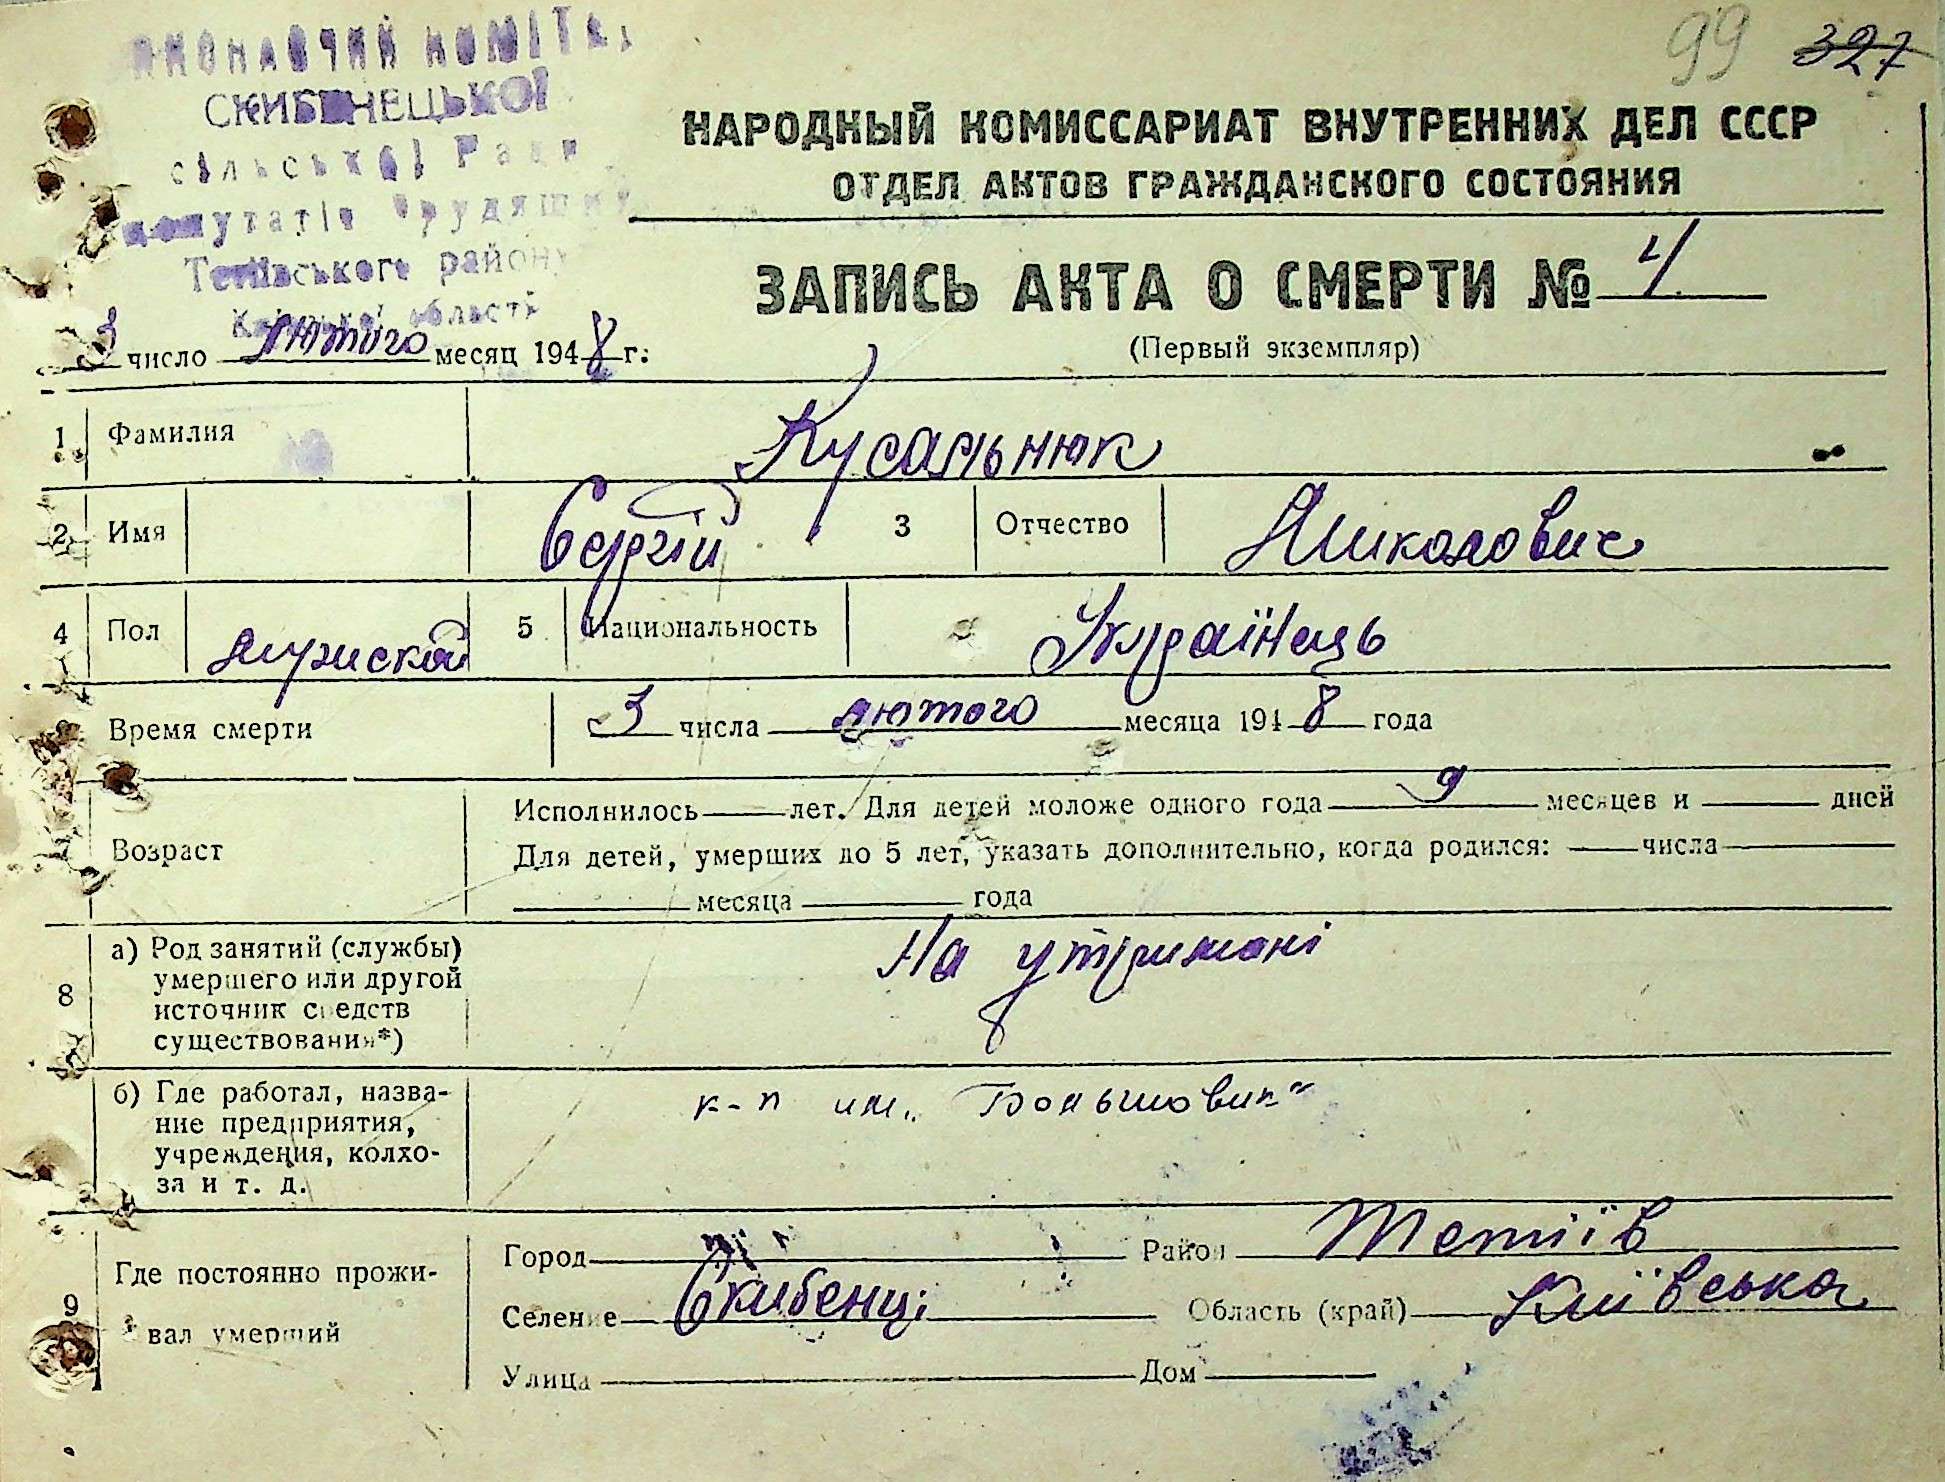 99 327
КОМІТЕТ
СКИБЕНЕЦЬКОЇ
сільської Ради
депутатів трудящих
Тетіївського району
Київської області
НАРОДНЫЙ КОМИССАРИАТ ВНУТРЕННИХ ДЕЛ СССР
ОТДЕЛ АКТОВ ГРАЖДАНСКОГО СОСТОЯНИЯ
ЗАПИСЬ АКТА О СМЕРТИ № 4
(Первый экземпляр)
3 число лютого месяц 1948 г.
1 Фамилия Кусальнюк
2 Имя Сергій 3 Отчество Миколович
4 Пол мужской 5 Национальность Українець
Время смерти 3 числа лютого месяца 1948 года
Возраст
Исполнилось лет. Для детей моложе одного года 9 месяцев и дней
Для детей, умерших до 5 лет, указать дополнительно, когда родился: числа
месяца года
8 а) Род занятий (службы)
умершего или другой
источник средств
существования*)
На утримані
б) Где работал, назва-
ние предприятия,
учреждения, колхо-
за и т. д.
к-п им. Большовик"
9 Где постоянно прожи-
вал умерший
Город Район Тетіїв
Селение Скибенці Область (край) Київська
Улица Дом